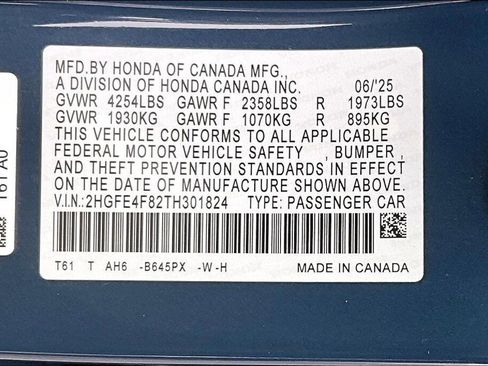 MFD.BY HONDA OF CANADA MFG.,
A DIVISION OF HONDA CANADA INC. 06/'25
GVWR 4254LBS GAWR F 2358LBS R 1973LBS
GVWR 1930KG GAWR F 1070KG R 895KG
THIS VEHICLE CONFORMS TO ALL APPLICABLE
FEDERAL MOTOR VEHICLE SAFETY , BUMPER ,
AND THEFT PREVENTION STANDARDS IN EFFECT
ON THE DATE OF MANUFACTURE SHOWN ABOVE.
V.I.N.:2HGFE4F82TH301824 TYPE: PASSENGER CAR
T61 T AH6 -B645PX -W-H MADE IN CANADA
T61 A0